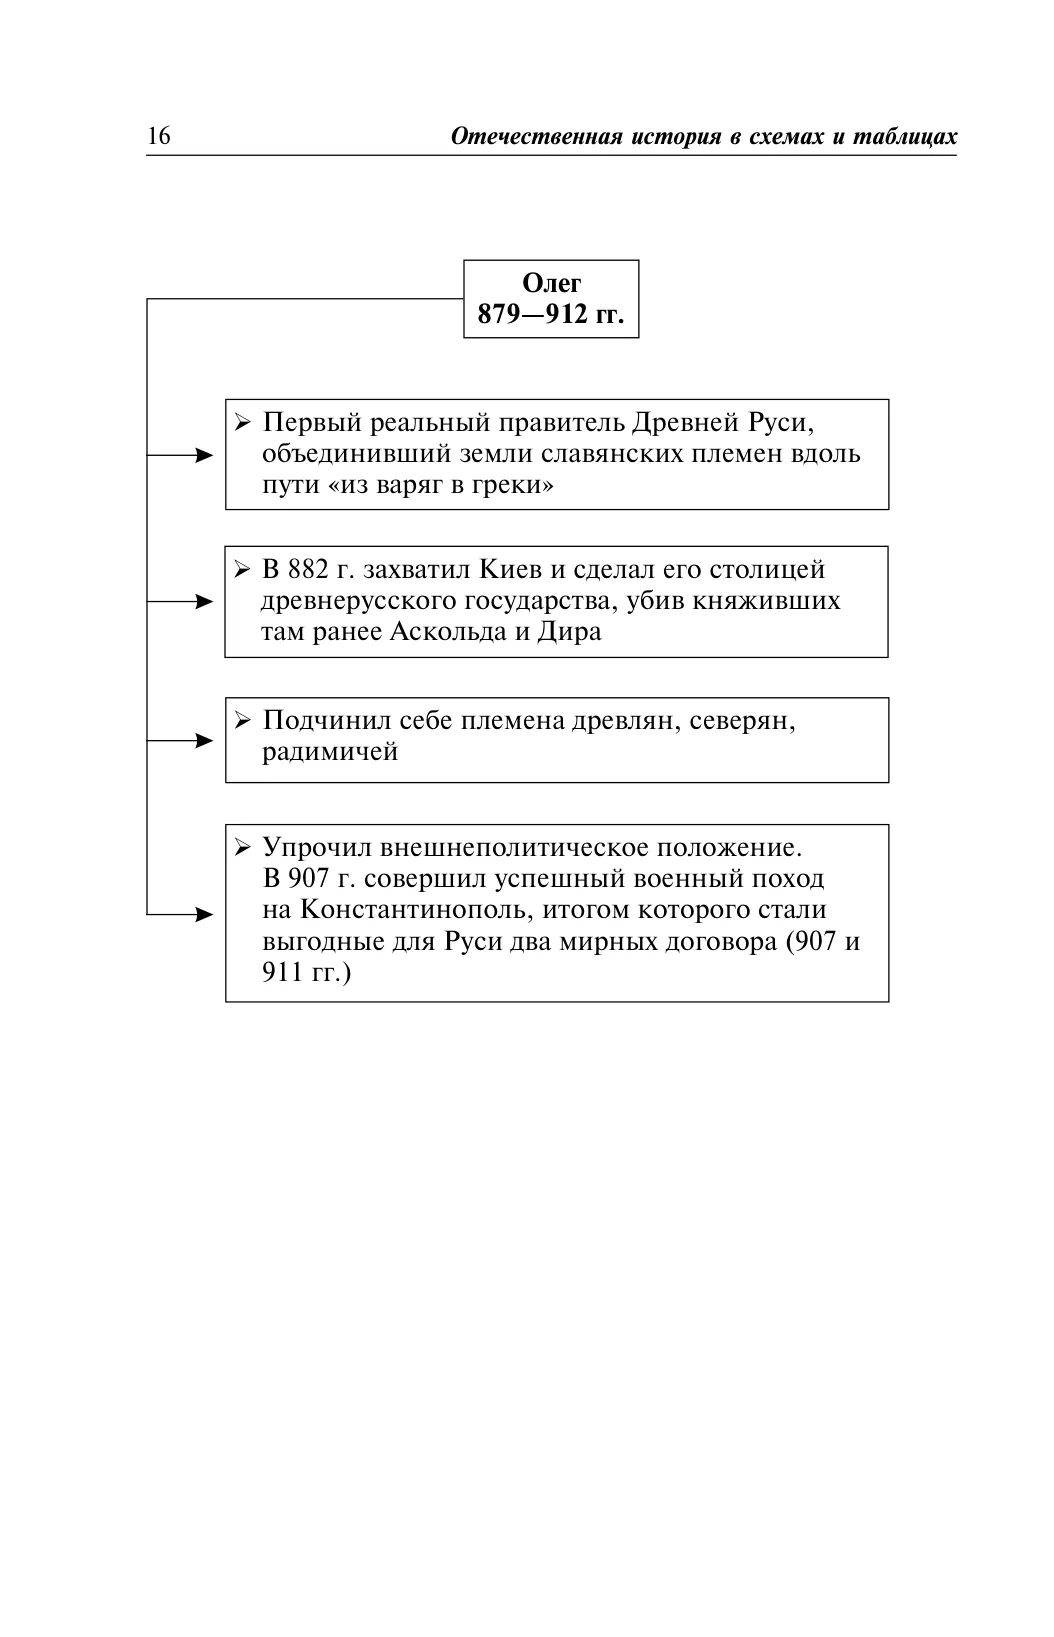 16 Отечественная история в схемах и таблицах
Олег
879—912 гг.
➢ Первый реальный правитель Древней Руси,
объединивший земли славянских племен вдоль
пути «из варяг в греки»
➢ В 882 г. захватил Киев и сделал его столицей
древнерусского государства, убив княживших
там ранее Аскольда и Дира
➢ Подчинил себе племена древлян, северян,
радимичей
➢ Упрочил внешнеполитическое положение.
В 907 г. совершил успешный военный поход
на Константинополь, итогом которого стали
выгодные для Руси два мирных договора (907 и
911 гг.)